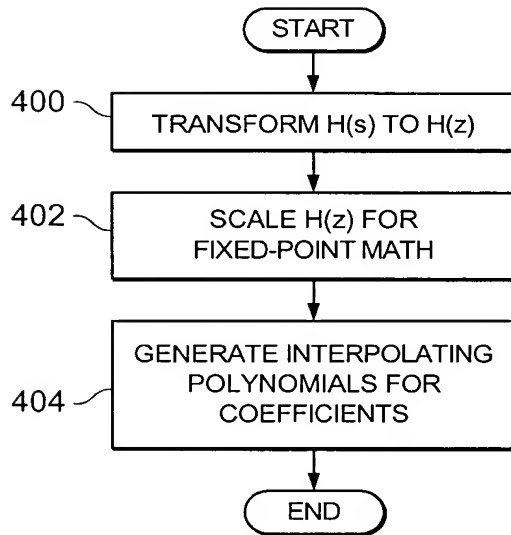 START
400
TRANSFORM H(s) TO H(z)
402
SCALE H(z) FOR
FIXED-POINT MATH
404
GENERATE INTERPOLATING
POLYNOMIALS FOR
COEFFICIENTS
END